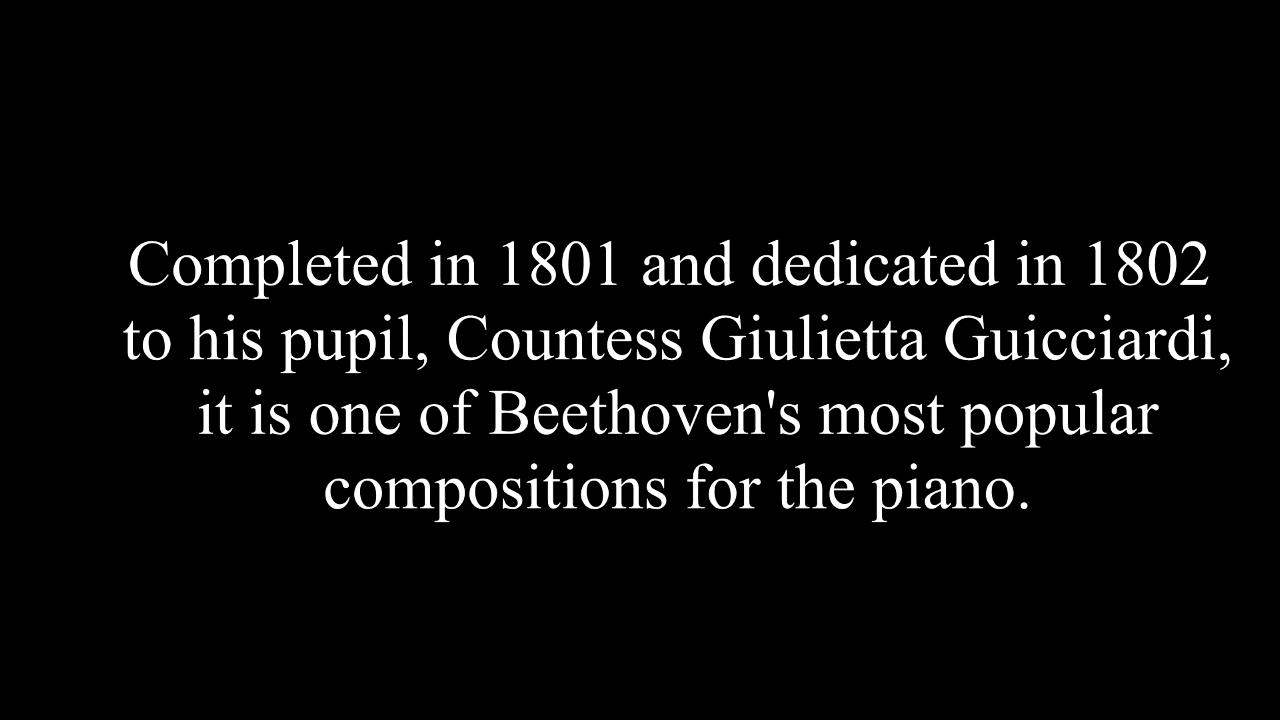 Completed in 1801 and dedicated in 1802
to his pupil, Countess Giulietta Guicciardi,
it is one of Beethoven's most popular
compositions for the piano.